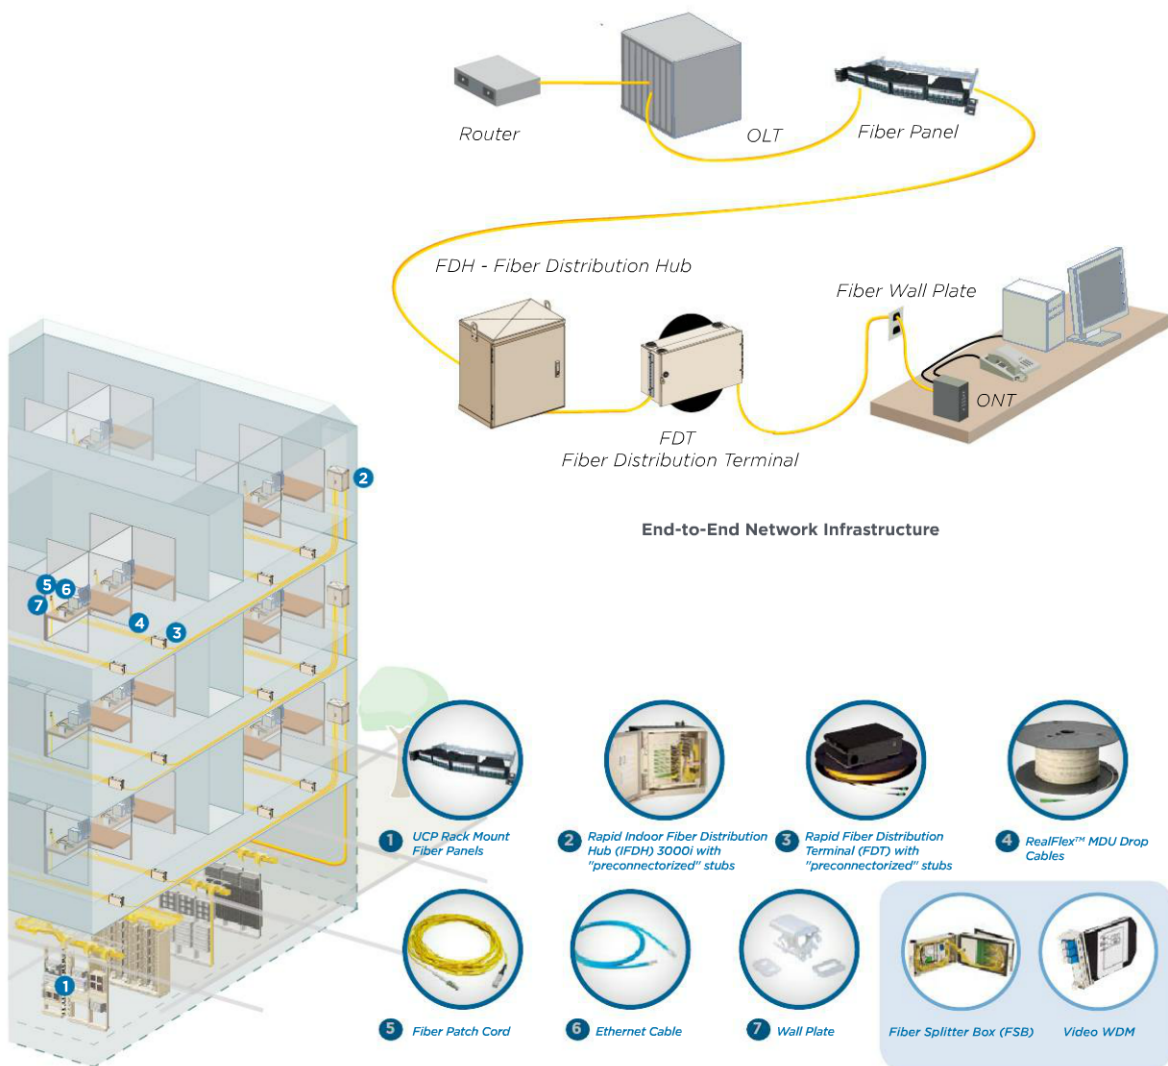 Router
OLT
Fiber Panel
FDH - Fiber Distribution Hub
Fiber Wall Plate
ONT
FDT
Fiber Distribution Terminal
2
End-to-End Network Infrastructure
5
6
7
4
3
1
1 UCP Rack Mount
Fiber Panels
2 Rapid Indoor Fiber Distribution
Hub (IFDH) 3000i with
"preconnectorized" stubs
3 Rapid Fiber Distribution
Terminal (FDT) with
"preconnectorized" stubs
4 RealFlex™ MDU Drop
Cables
5 Fiber Patch Cord
6 Ethernet Cable
7 Wall Plate
Fiber Splitter Box (FSB)
Video WDM